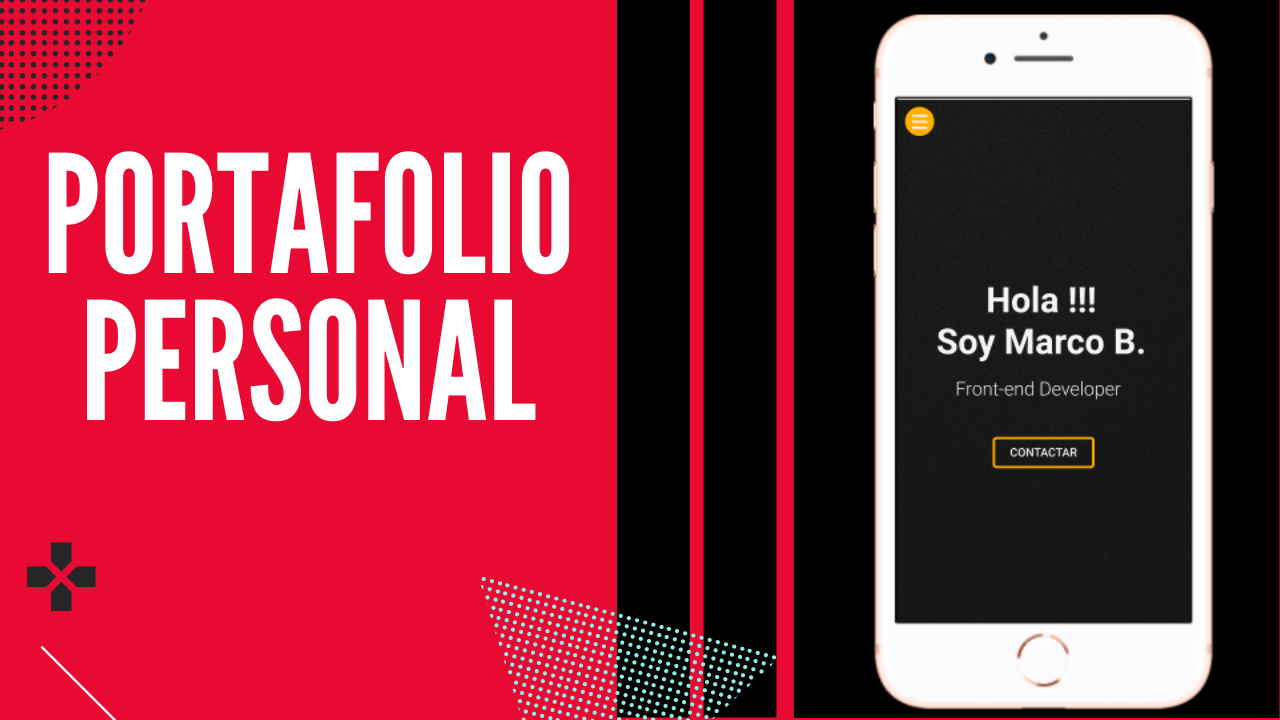 PORTAFOLIO
PERSONAL
Hola !!!
Soy Marco B.
Front-end Developer
CONTACTAR